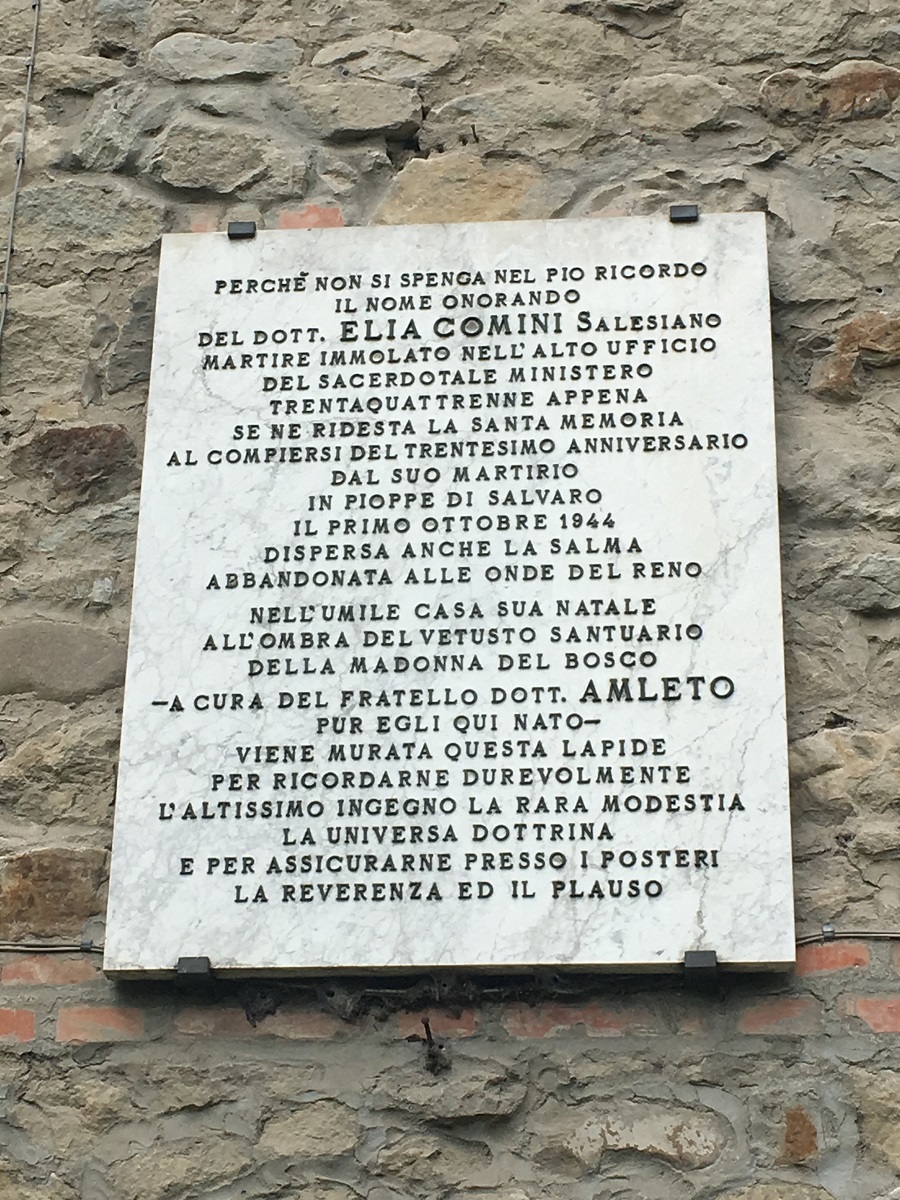 PERCHĔ NON SI SPENGA NEL PIO RICORDO
IL NOME ONORANDO
DEL DOTT. ELIA COMINI SALESIANO
MARTIRE IMMOLATO NELL'ALTO UFFICIO
DEL SACERDOTALE MINISTERO
TRENTAQUATTRENNE APPENA
SE NE RIDESTA LA SANTA MEMORIA
AL COMPIERSI DEL TRENTESIMO ANNIVERSARIO
DAL SUO MARTIRIO
IN PIOPPE DI SALVARO
IL PRIMO OTTOBRE 1944
DISPERSA ANCHE LA SALMA
ABBANDONATA ALLE ONDE DEL RENO
NELL'UMILE CASA SUA NATALE
ALL'OMBRA DEL VETUSTO SANTUARIO
DELLA MADONNA DEL BOSCO
-A CURA DEL FRATELLO DOTT. AMLETO
PUR EGLI QUI NATO-
VIENE MURATA QUESTA LAPIDE
PER RICORDARNE DUREVOLMENTE
L'ALTISSIMO INGEGNO LA RARA MODESTIA
LA UNIVERSA DOTTRINA
E PER ASSICURARNE PRESSO I POSTERI
LA REVERENZA ED IL PLAUSO